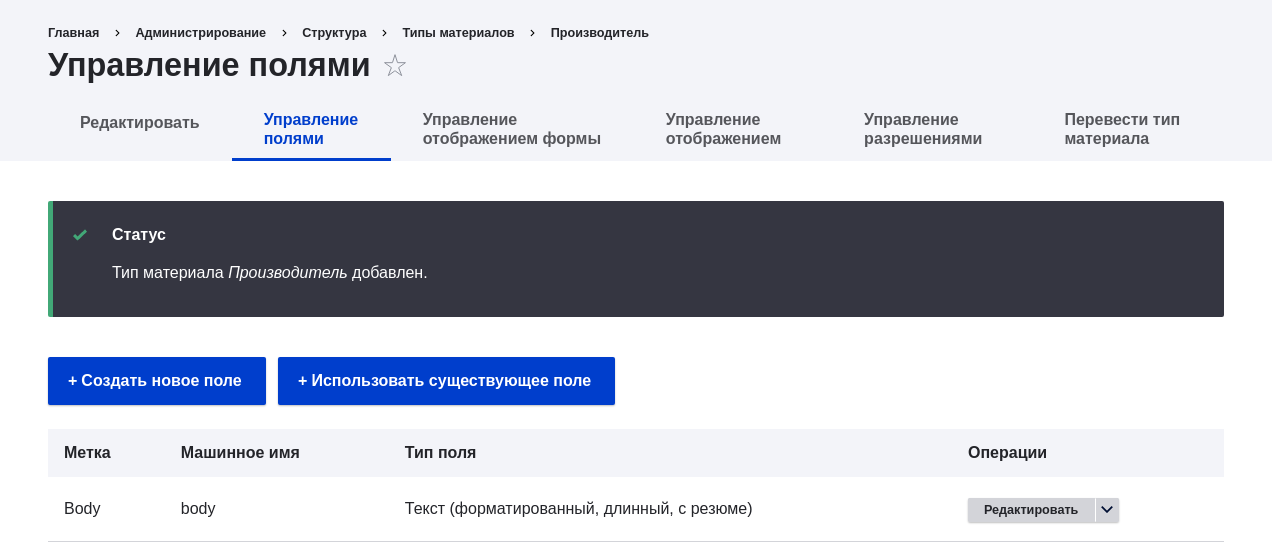 Главная › Администрирование › Структура › Типы материалов › Производитель
Управление полями
Редактировать
Управление
полями
Управление
отображением формы
Управление
отображением
Управление
разрешениями
Перевести тип
материала
Статус
Тип материала Производитель добавлен.
+ Создать новое поле + Использовать существующее поле
Метка Машинное имя Тип поля Операции
Body body Текст (форматированный, длинный, с резюме) Редактировать